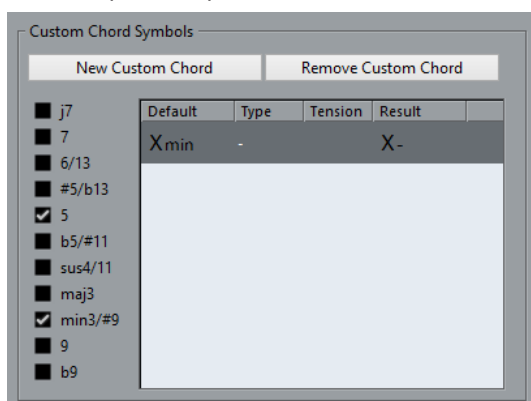 Custom Chord Symbols
New Custom Chord Remove Custom Chord
Default Type Tension Result
Xmin - X-
j7
7
6/13
#5/b13
5
b5/#11
sus4/11
maj3
min3/#9
9
b9